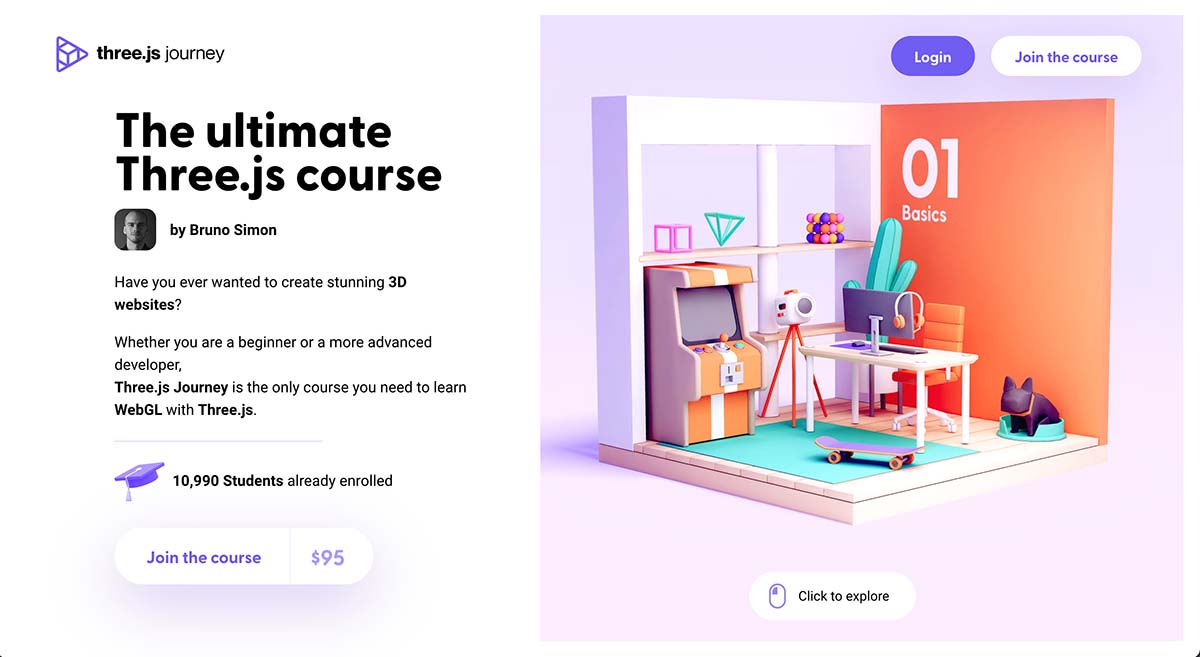 three.js journey
Login
Join the course
The ultimate
Three.js course
by Bruno Simon
Have you ever wanted to create stunning 3D
websites?
Whether you are a beginner or a more advanced
developer,
Three.js Journey is the only course you need to learn
WebGL with Three.js.
10,990 Students already enrolled
Join the course
$95
01
Basics
Click to explore